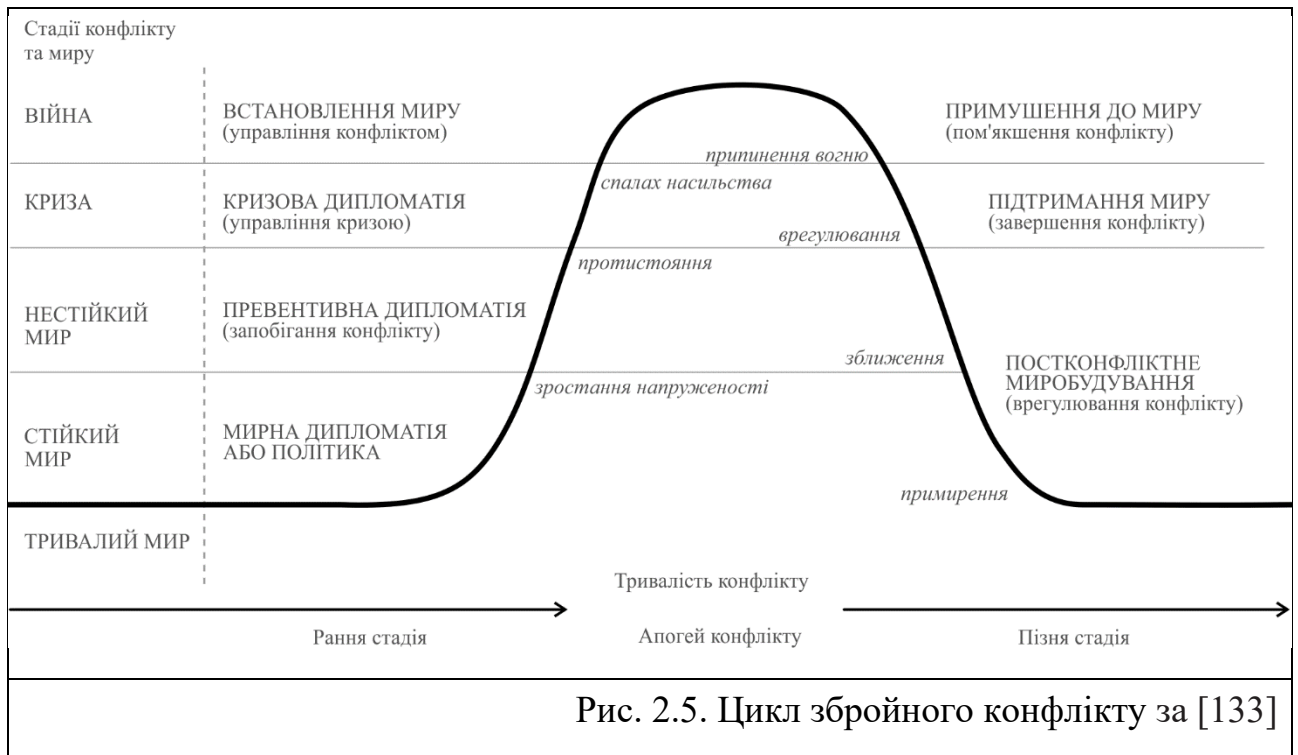 Стадії конфлікту
та миру
ВІЙНА
ВСТАНОВЛЕННЯ МИРУ
(управління конфліктом)
ПРИМУШЕННЯ ДО МИРУ
(пом'якшення конфлікту)
припинення вогню
спалах насильства
КРИЗА
КРИЗОВА ДИПЛОМАТІЯ
(управління кризою)
ПІДТРИМАННЯ МИРУ
(завершення конфлікту)
врегулювання
протистояння
НЕСТІЙКИЙ
МИР
ПРЕВЕНТИВНА ДИПЛОМАТІЯ
(запобігання конфлікту)
зближення
зростання напруженості
ПОСТКОНФЛІКТНЕ
МИРОБУДУВАННЯ
(врегулювання конфлікту)
СТІЙКИЙ
МИР
МИРНА ДИПЛОМАТІЯ
АБО ПОЛІТИКА
примирення
ТРИВАЛИЙ МИР
Тривалість конфлікту
Рання стадія
Апогей конфлікту
Пізня стадія
Рис. 2.5. Цикл збройного конфлікту за [133]